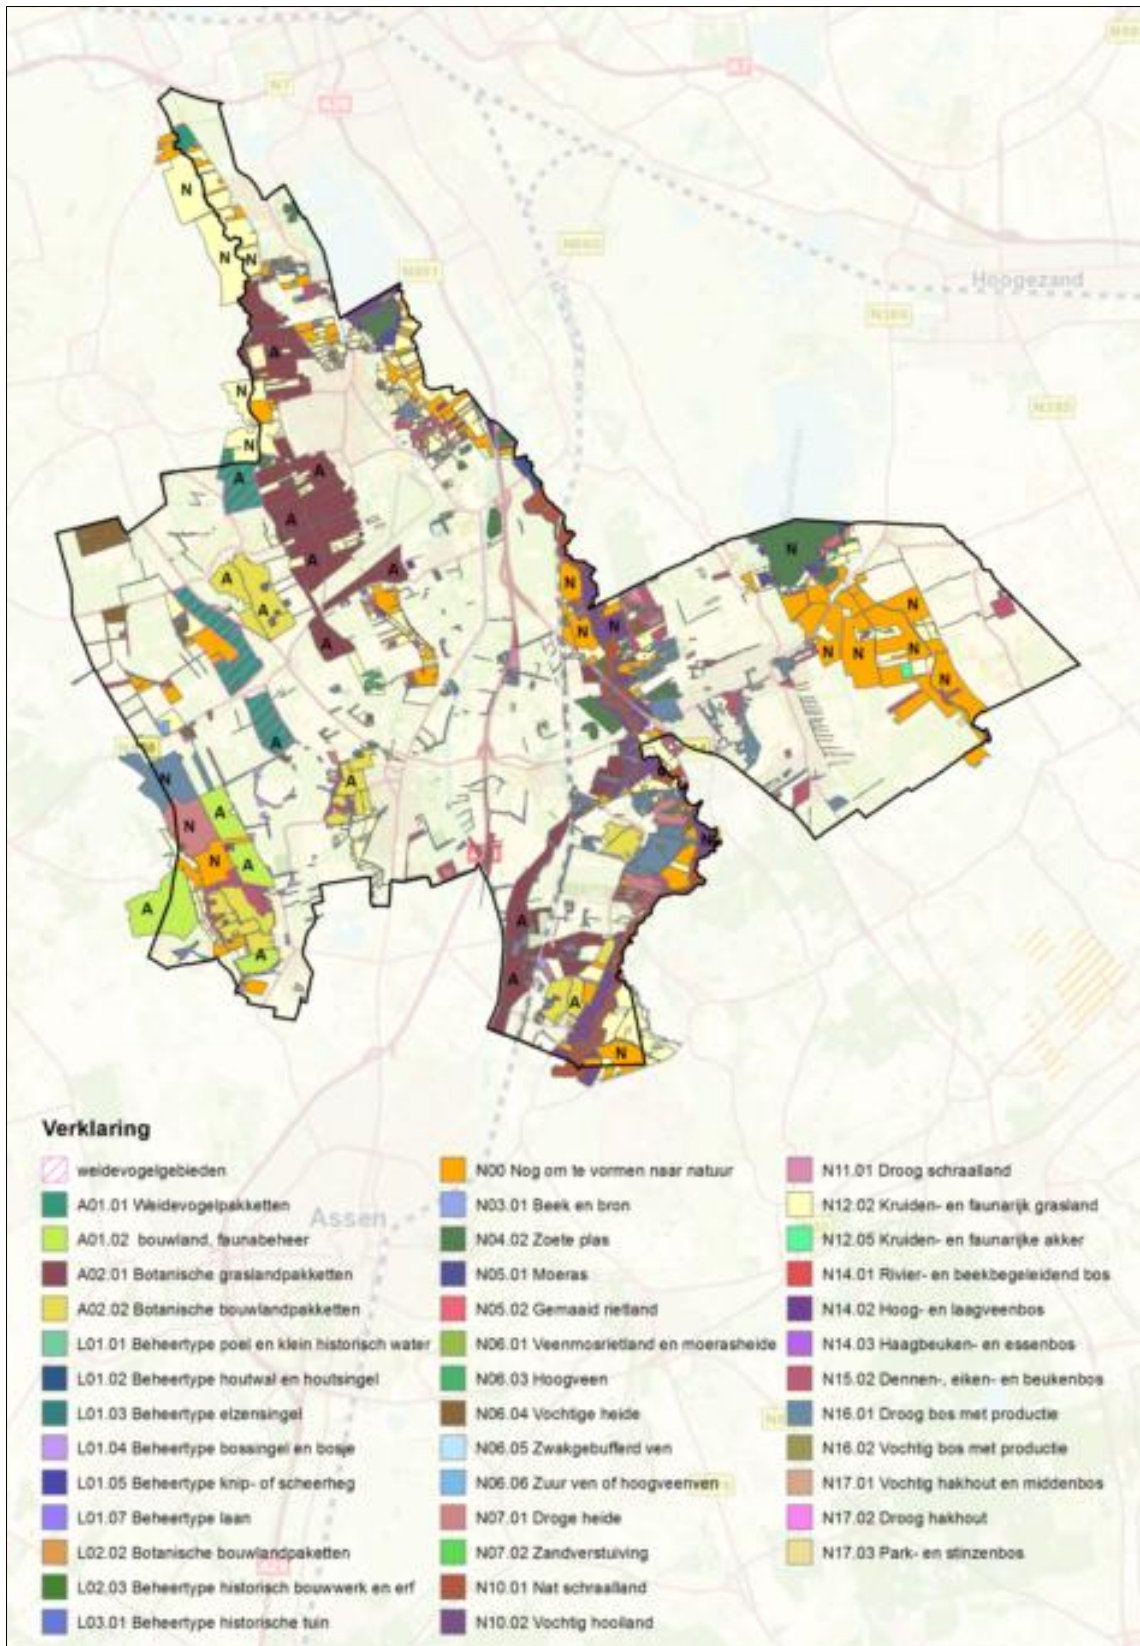 N7
A28
A7
N860
N861
Hoogezand
N386
N385
N
N
N
A
N
N
A
A
A
A
A
A
A
A
A
A
N
N
N
N
N
N
N
N
N
N
A
N
N
N
A
A
A
A
N
A
A
A
N
Verklaring
weidevogelgebieden
A01.01 Weidevogelpakketten
A01.02 bouwland, faunabeheer
A02.01 Botanische graslandpakketten
A02.02 Botanische bouwlandpakketten
L01.01 Beheertype poel en klein historisch water
L01.02 Beheertype houtwal en houtsingel
L01.03 Beheertype elzensingel
L01.04 Beheertype bossingel en bosje
L01.05 Beheertype knip- of scheerheg
L01.07 Beheertype laan
L02.02 Botanische bouwlandpaketten
L02.03 Beheertype historisch bouwwerk en erf
L03.01 Beheertype historische tuin
Assen
N00 Nog om te vormen naar natuur
N03.01 Beek en bron
N04.02 Zoete plas
N05.01 Moeras
N05.02 Gemaaid rietland
N06.01 Veenmosrietland en moerasheide
N06.03 Hoogveen
N06.04 Vochtige heide
N06.05 Zwakgebufferd ven
N06.06 Zuur ven of hoogveenven
N07.01 Droge heide
N07.02 Zandverstuiving
N10.01 Nat schraalland
N10.02 Vochtig hooiland
N11.01 Droog schraalland
N12.02 Kruiden- en faunarijk grasland
N12.05 Kruiden- en faunarijke akker
N14.01 Rivier- en beekbegeleidend bos
N14.02 Hoog- en laagveenbos
N14.03 Haagbeuken- en essenbos
N15.02 Dennen-, eiken- en beukenbos
N16.01 Droog bos met productie
N16.02 Vochtig bos met productie
N17.01 Vochtig hakhout en middenbos
N17.02 Droog hakhout
N17.03 Park- en stinzenbos